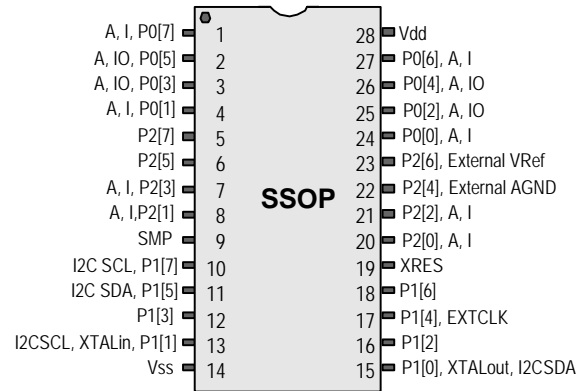 A, I, P0[7] 1 28 Vdd
A, IO, P0[5] 2 27 P0[6], A, I
A, IO, P0[3] 3 26 P0[4], A, IO
A, I, P0[1] 4 25 P0[2], A, IO
P2[7] 5 24 P0[0], A, I
P2[5] 6 23 P2[6], External VRef
A, I, P2[3] 7 22 P2[4], External AGND
SSOP
A, I,P2[1] 8 21 P2[2], A, I
SMP 9 20 P2[0], A, I
I2C SCL, P1[7] 10 19 XRES
I2C SDA, P1[5] 11 18 P1[6]
P1[3] 12 17 P1[4], EXTCLK
I2CSCL, XTALin, P1[1] 13 16 P1[2]
Vss 14 15 P1[0], XTALout, I2CSDA